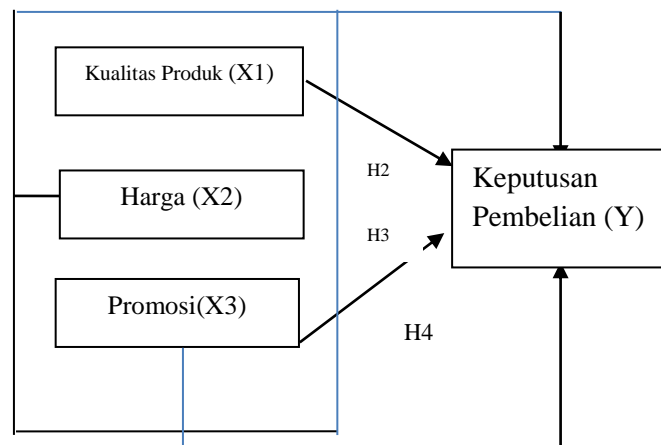 Kualitas Produk (X1)
Harga (X2)
Promosi(X3)
H2
H3
H4
Keputusan
Pembelian (Y)